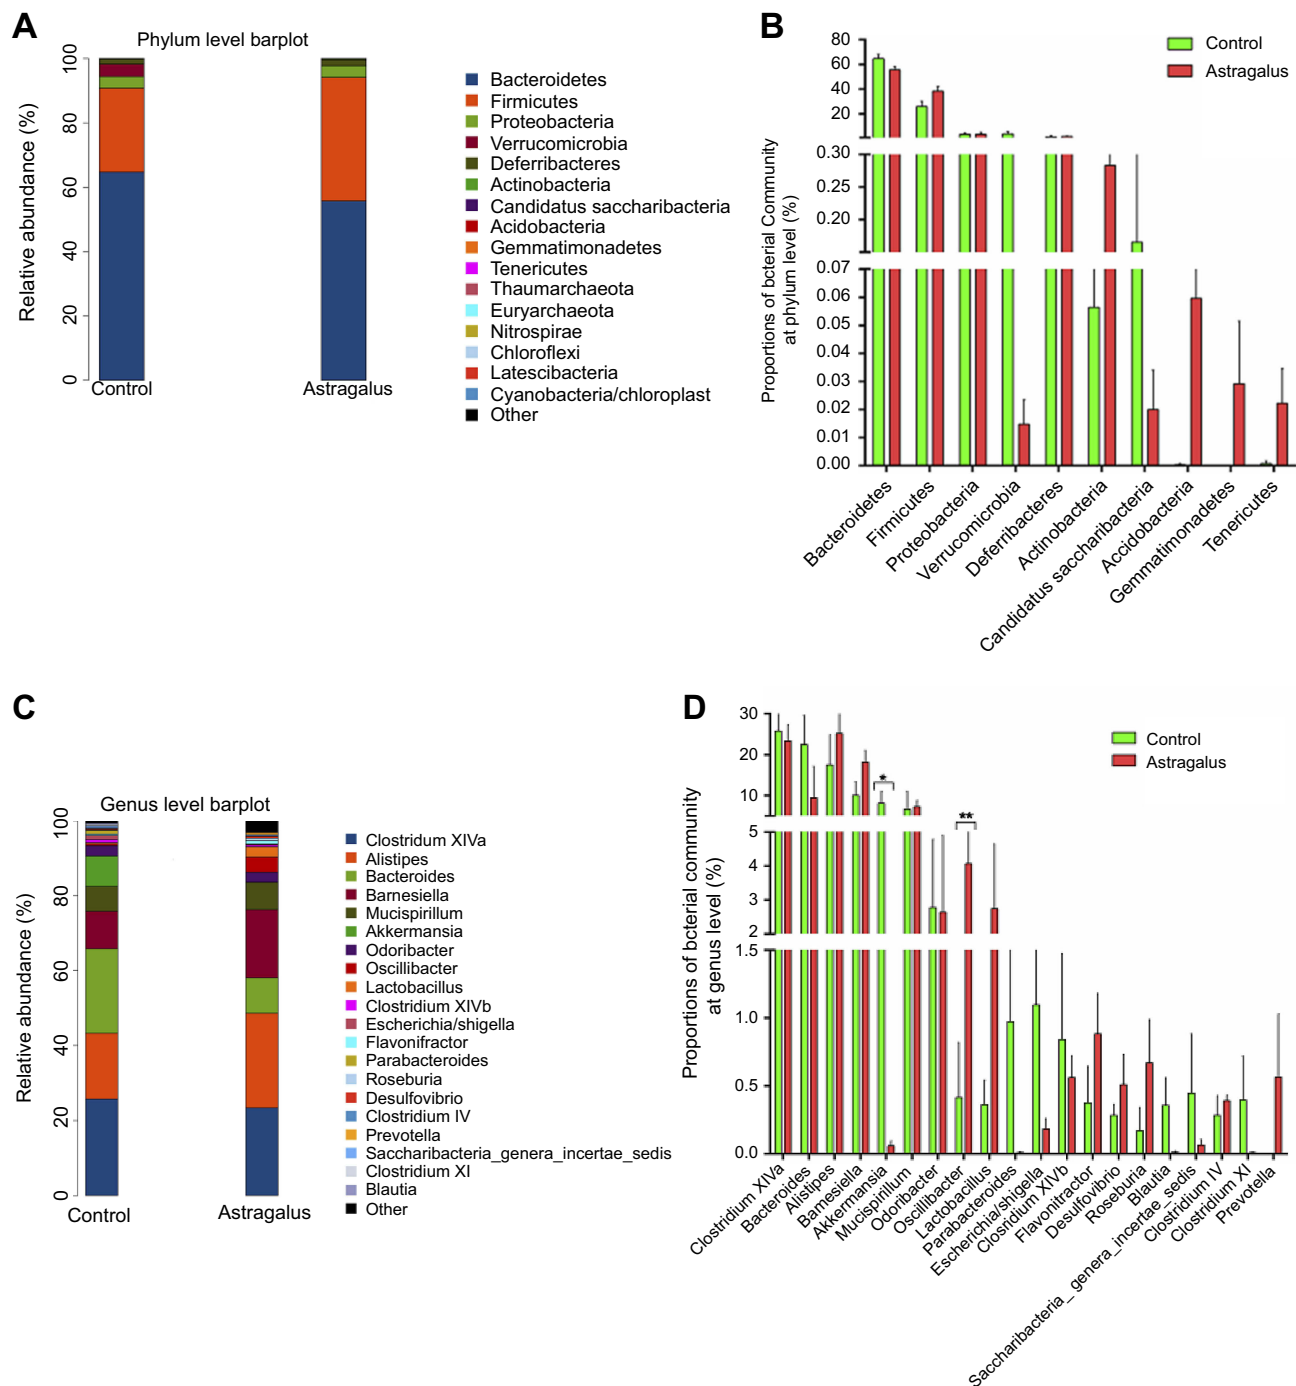 A
Phylum level barplot
Relative abundance (%)
100
80
60
40
20
0
Control
Astragalus
Bacteroidetes
Firmicutes
Proteobacteria
Verrucomicrobia
Deferribacteres
Actinobacteria
Candidatus saccharibacteria
Acidobacteria
Gemmatimonadetes
Tenericutes
Thaumarchaeota
Euryarchaeota
Nitrospirae
Chloroflexi
Latescibacteria
Cyanobacteria/chloroplast
Other
B
Control
Astragalus
Proportions of bcterial Community
at phylum level (%)
80
60
40
20
0.30
0.25
0.20
0.07
0.06
0.05
0.04
0.03
0.02
0.01
0.00
Bacteroidetes
Firmicutes
Proteobacteria
Verrucomicrobia
Deferribacteres
Actinobacteria
Candidatus saccharibacteria
Accidobacteria
Gemmatimonadetes
Tenericutes
C
Genus level barplot
Relative abundance (%)
100
80
60
40
20
0
Control
Astragalus
Clostridum XIVa
Alistipes
Bacteroides
Barnesiella
Mucispirillum
Akkermansia
Odoribacter
Oscillibacter
Lactobacillus
Clostridium XIVb
Escherichia/shigella
Flavonifractor
Parabacteroides
Roseburia
Desulfovibrio
Clostridium IV
Prevotella
Saccharibacteria_genera_incertae_sedis
Clostridium XI
Blautia
Other
D
Control
Astragalus
Proportions of bcterial community
at genus level (%)
30
20
10
5
4
3
2
1.5
1.0
0.5
0.0
*
**
Clostridium XIVa
Bacteroides
Alistipes
Bamesiella
Akkermansia
Mucispirillum
Odoribacter
Oscillibacter
Lactobacillus
Parabacteroides
Escherichia/shigella
Clostridium XIVb
Flavonitractor
Desulfovibrio
Roseburia
Blautia
Saccharibacteria_ genera_incertae_sedis
Clostridium IV
Clostridium XI
Prevotella